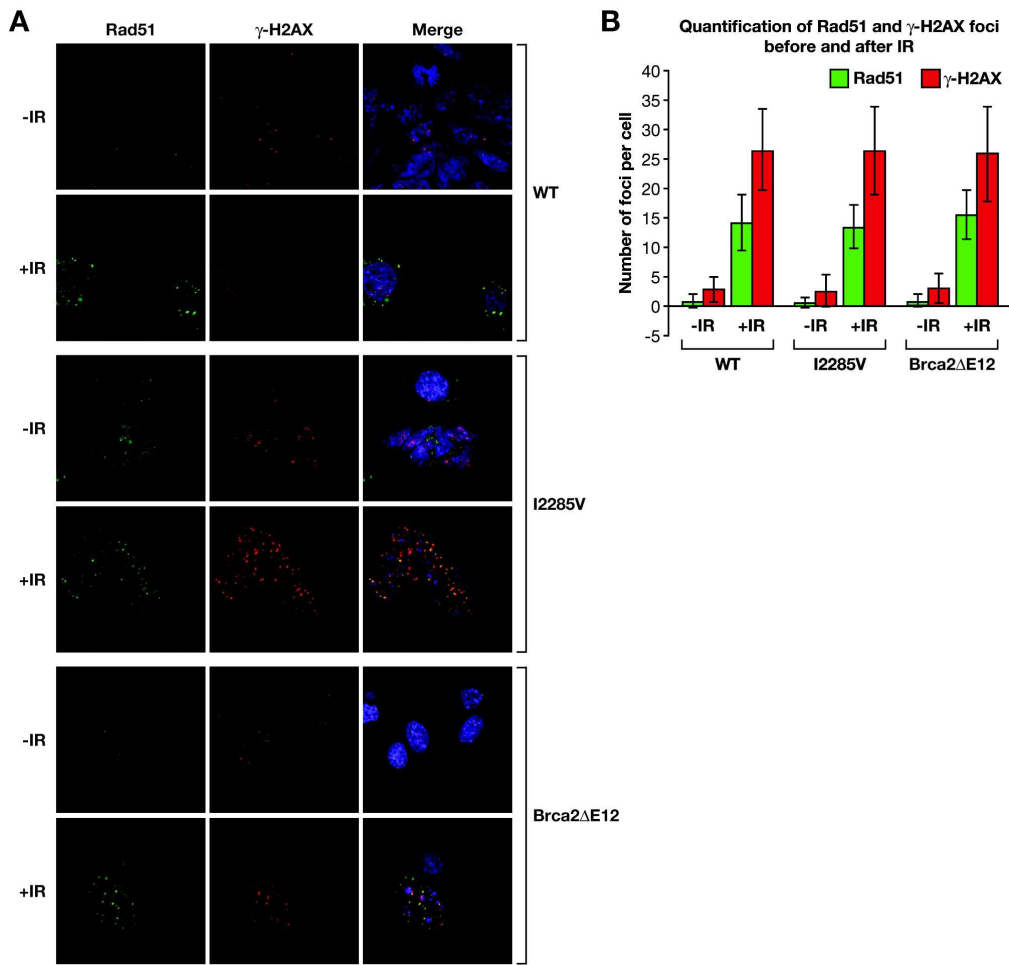 A
Rad51 γ-H2AX Merge
-IR
+IR
WT
-IR
+IR
I2285V
-IR
+IR
Brca2ΔE12
B
Quantification of Rad51 and γ-H2AX foci
before and after IR
Rad51 γ-H2AX
Number of foci per cell
40
35
30
25
20
15
10
5
0
-5
-IR +IR -IR +IR -IR +IR
WT I2285V Brca2ΔE12